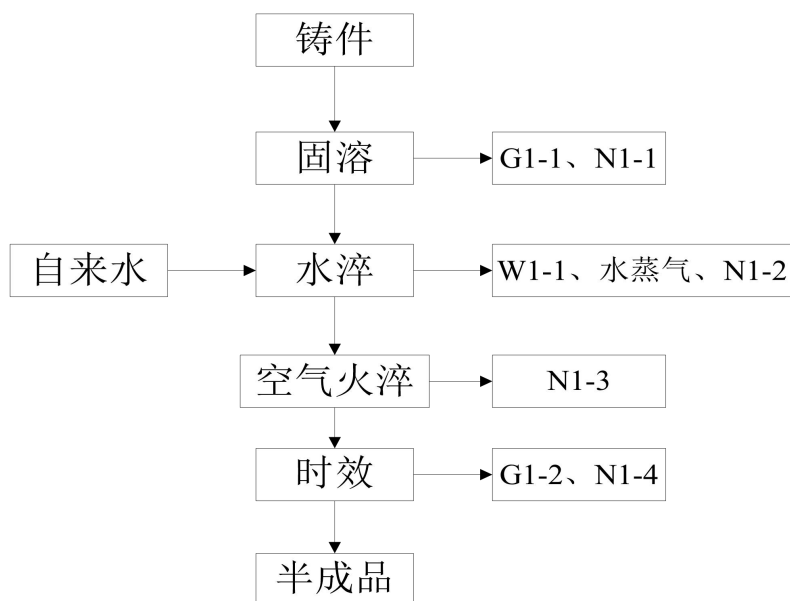 铸件
固溶
G1-1、N1-1
自来水
水淬
W1-1、水蒸气、N1-2
空气火淬
N1-3
时效
G1-2、N1-4
半成品